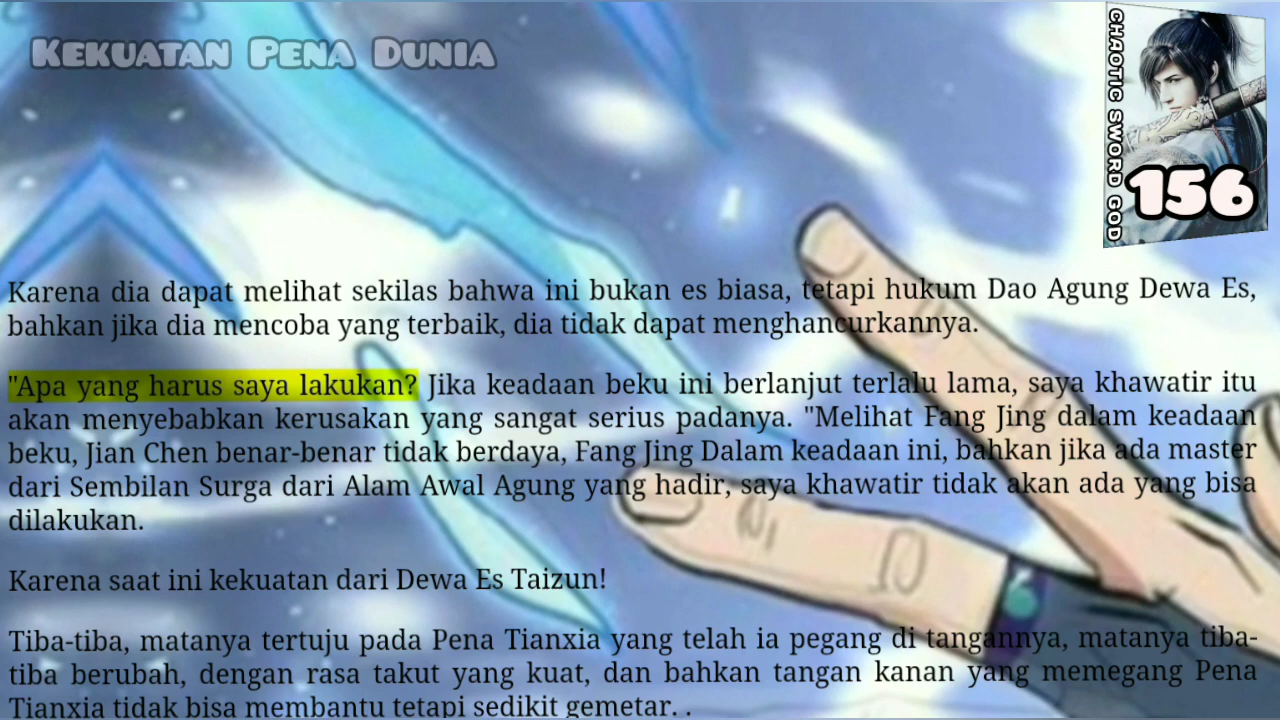 KEKUATAN PENA DUNIA
CHAOTIC SWORD GOD
156
Karena dia dapat melihat sekilas bahwa ini bukan es biasa, tetapi hukum Dao Agung Dewa Es,
bahkan jika dia mencoba yang terbaik, dia tidak dapat menghancurkannya.
"Apa yang harus saya lakukan? Jika keadaan beku ini berlanjut terlalu lama, saya khawatir itu
akan menyebabkan kerusakan yang sangat serius padanya. "Melihat Fang Jing dalam keadaan
beku, Jian Chen benar-benar tidak berdaya, Fang Jing Dalam keadaan ini, bahkan jika ada master
dari Sembilan Surga dari Alam Awal Agung yang hadir, saya khawatir tidak akan ada yang bisa
dilakukan.
Karena saat ini kekuatan dari Dewa Es Taizun!
Tiba-tiba, matanya tertuju pada Pena Tianxia yang telah ia pegang di tangannya, matanya tiba-
tiba berubah, dengan rasa takut yang kuat, dan bahkan tangan kanan yang memegang Pena
Tianxia tidak bisa membantu tetapi sedikit gemetar. .